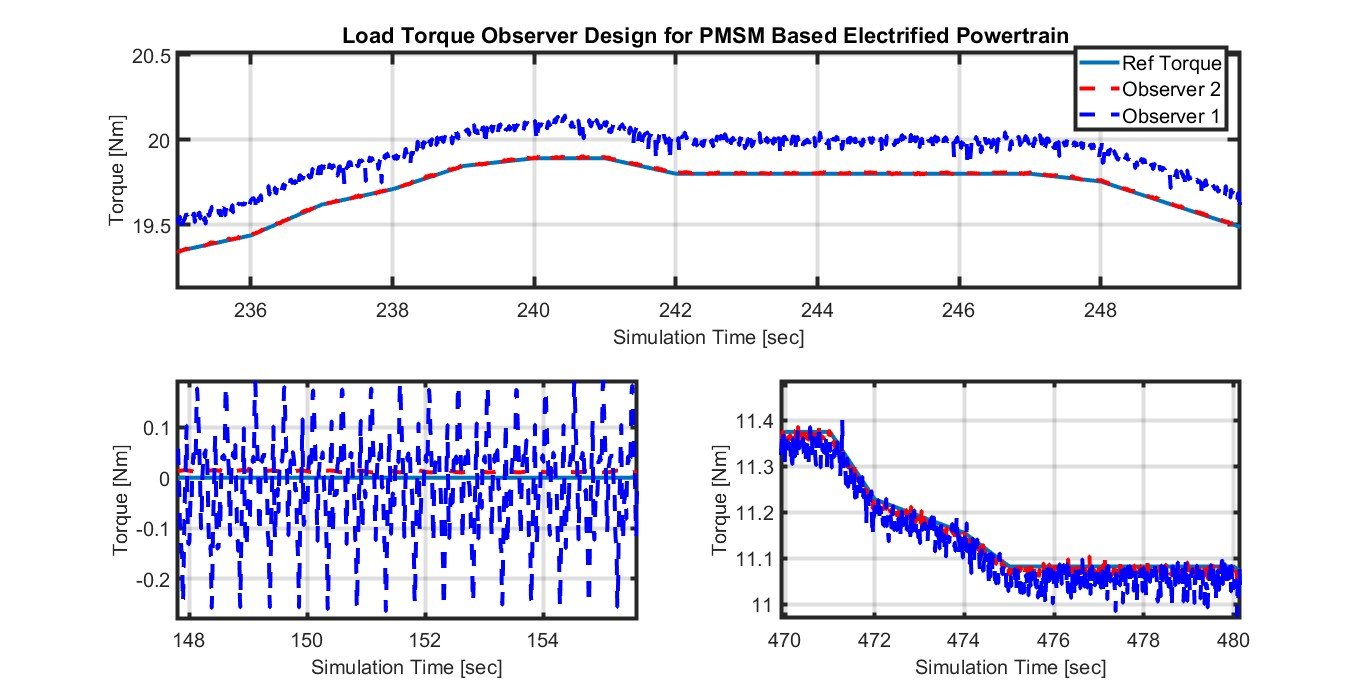 Load Torque Observer Design for PMSM Based Electrified Powertrain
Ref Torque
Observer 2
Observer 1
Torque [Nm]
20.5
20
19.5
236 238 240 242 244 246 248
Simulation Time [sec]
Torque [Nm]
0.1
0
-0.1
-0.2
148 150 152 154
Simulation Time [sec]
Torque [Nm]
11.4
11.3
11.2
11.1
11
470 472 474 476 478 480
Simulation Time [sec]